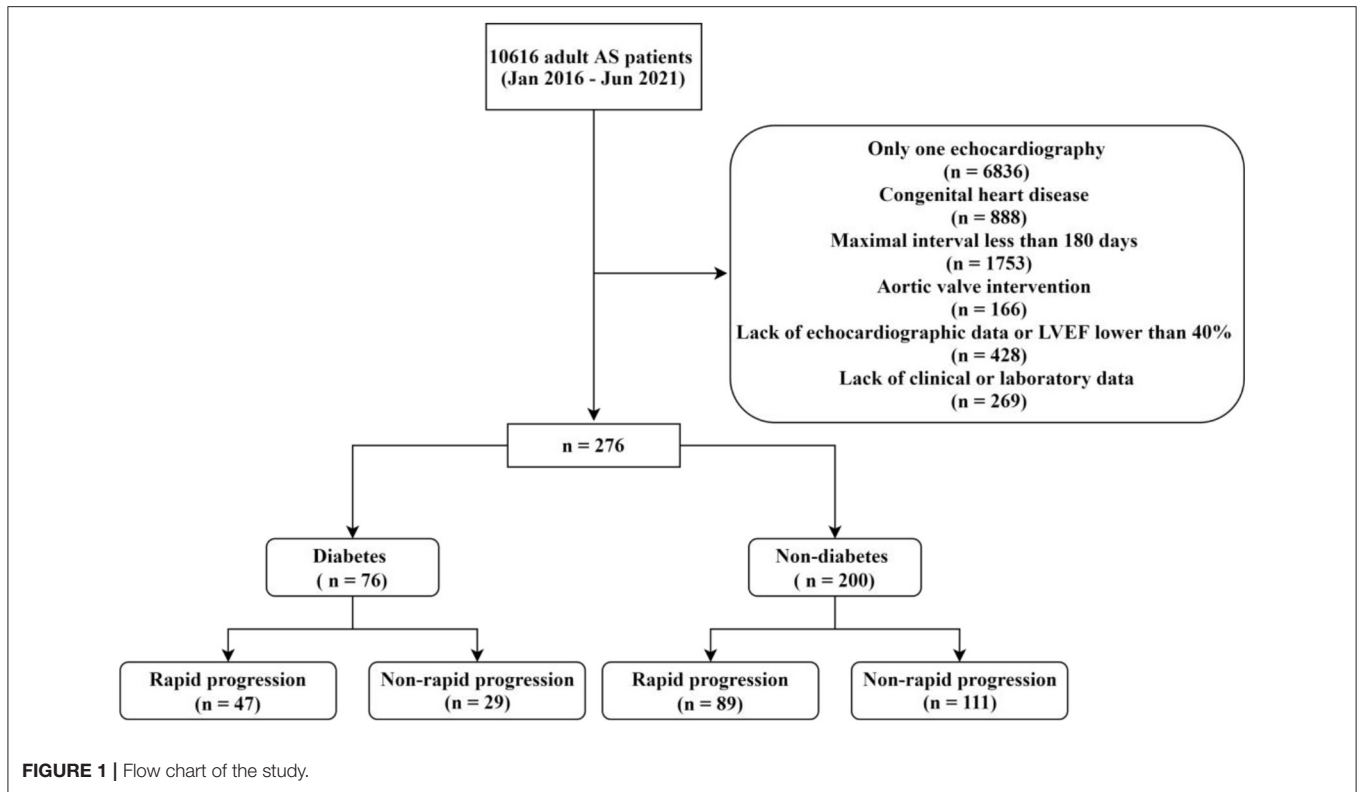 10616 adult AS patients
(Jan 2016 - Jun 2021)
Only one echocardiography
(n = 6836)
Congenital heart disease
(n = 888)
Maximal interval less than 180 days
(n = 1753)
Aortic valve intervention
(n = 166)
Lack of echocardiographic data or LVEF lower than 40%
(n = 428)
Lack of clinical or laboratory data
(n = 269)
n = 276
Diabetes
( n = 76)
Non-diabetes
( n = 200)
Rapid progression
(n = 47)
Non-rapid progression
(n = 29)
Rapid progression
(n = 89)
Non-rapid progression
(n = 111)
FIGURE 1 | Flow chart of the study.